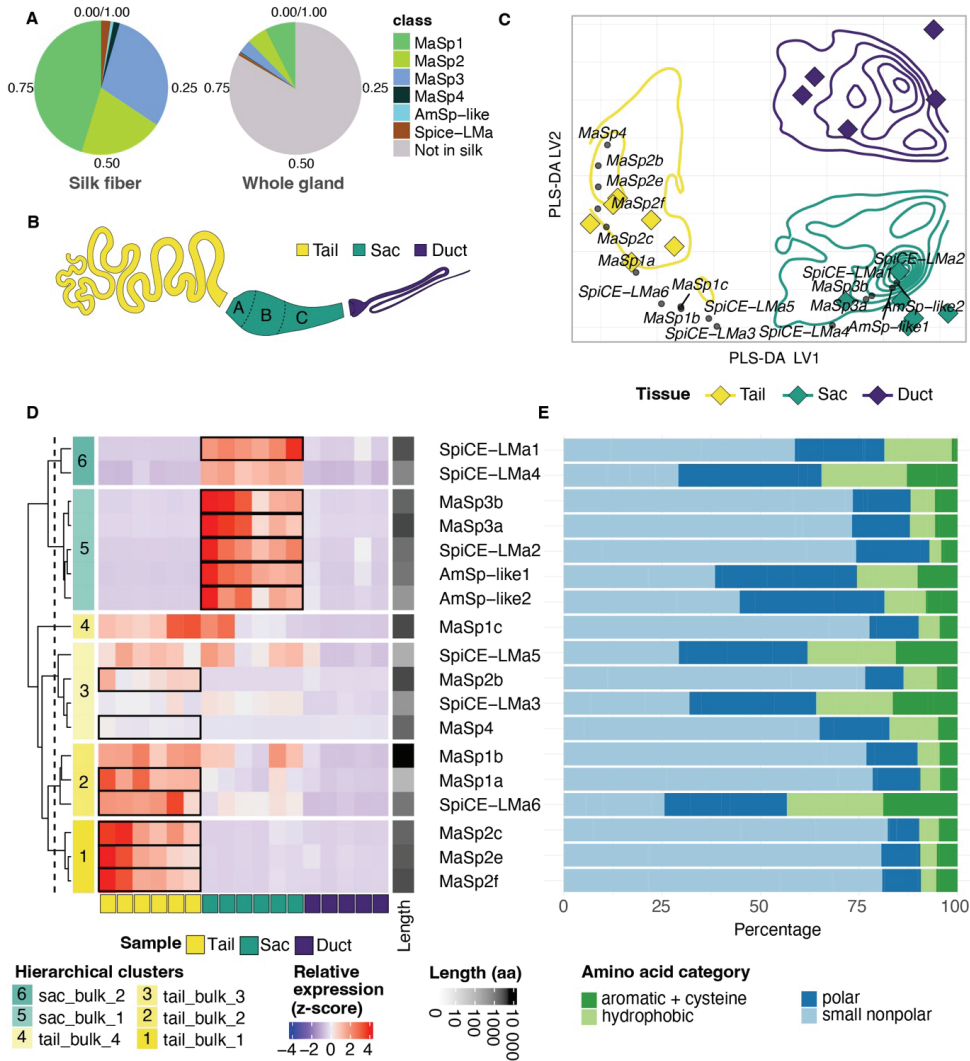 A
0.00/1.00
0.75
0.25
0.50
Silk fiber
0.00/1.00
0.75
0.25
0.50
Whole gland
class
MaSp1
MaSp2
MaSp3
MaSp4
AmSp-like
Spice-LMa
Not in silk
B
Tail
Sac
Duct
A
B
C
C
PLS-DA LV2
MaSp4
MaSp2b
MaSp2e
MaSp2f
MaSp2c
MaSp1a
SpiCE-LMa6
MaSp1c
MaSp1b
SpiCE-LMa5
SpiCE-LMa3
SpiCE-LMa2
SpiCE-LMa1
MaSp3b
MaSp3a
AmSp-like2
SpiCE-LMa4
AmSp-like1
PLS-DA LV1
Tissue
Tail
Sac
Duct
D
6
5
4
3
2
1
SpiCE-LMa1
SpiCE-LMa4
MaSp3b
MaSp3a
SpiCE-LMa2
AmSp-like1
AmSp-like2
MaSp1c
SpiCE-LMa5
MaSp2b
SpiCE-LMa3
MaSp4
MaSp1b
MaSp1a
SpiCE-LMa6
MaSp2c
MaSp2e
MaSp2f
Length
Sample
Tail
Sac
Duct
E
0
25
50
75
100
Percentage
Hierarchical clusters
6 sac_bulk_2
5 sac_bulk_1
4 tail_bulk_4
3 tail_bulk_3
2 tail_bulk_2
1 tail_bulk_1
Relative
expression
(z-score)
−4 −2 0 2 4
Length (aa)
0
10
100
1000
10 000
Amino acid category
aromatic + cysteine
hydrophobic
polar
small nonpolar